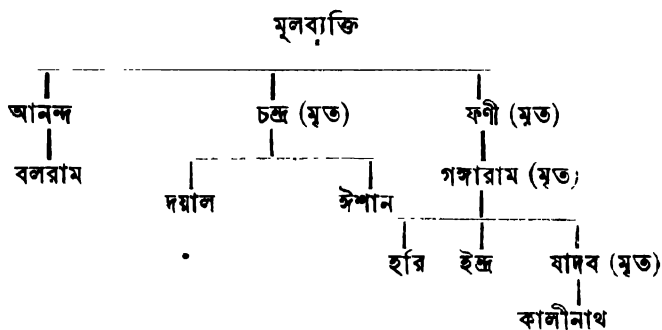 মূলব্যক্তি
আনন্দ চন্দ্র (মৃত) ফণী (মৃত)
বলরাম গঙ্গারাম (মৃত)
দয়াল ঈশান
হরি ইন্দ্র যাদব (মৃত)
কালীনাথ